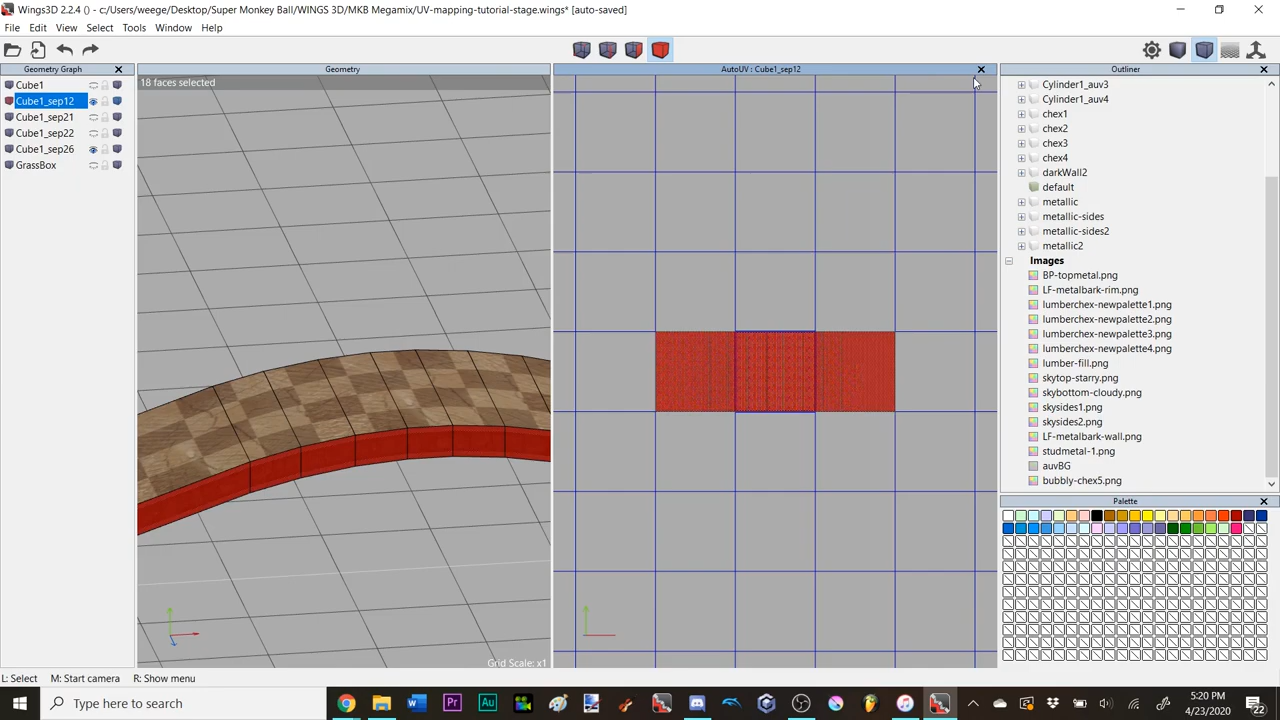 Wings3D 2.2.4 () - c:/Users/weege/Desktop/Super Monkey Ball/WINGS 3D/MKB Megamix/UV-mapping-tutorial-stage.wings* [auto-saved]
File Edit View Select Tools Window Help
Geometry Graph
Geometry
AutoUV : Cube1_sep12
Outliner
18 faces selected
Cube1
Cube1_sep12
Cube1_sep21
Cube1_sep22
Cube1_sep26
GrassBox
Cylinder1_auv3
Cylinder1_auv4
chex1
chex2
chex3
chex4
darkWall2
default
metallic
metallic-sides
metallic-sides2
metallic2
Images
BP-topmetal.png
LF-metalbark-rim.png
lumberchex-newpalette1.png
lumberchex-newpalette2.png
lumberchex-newpalette3.png
lumberchex-newpalette4.png
lumber-fill.png
skytop-starry.png
skybottom-cloudy.png
skysides1.png
skysides2.png
LF-metalbark-wall.png
studmetal-1.png
auvBG
bubbly-chex5.png
Palette
Grid Scale: x1
L: Select M: Start camera R: Show menu
Type here to search
5:20 PM
4/23/2020
22